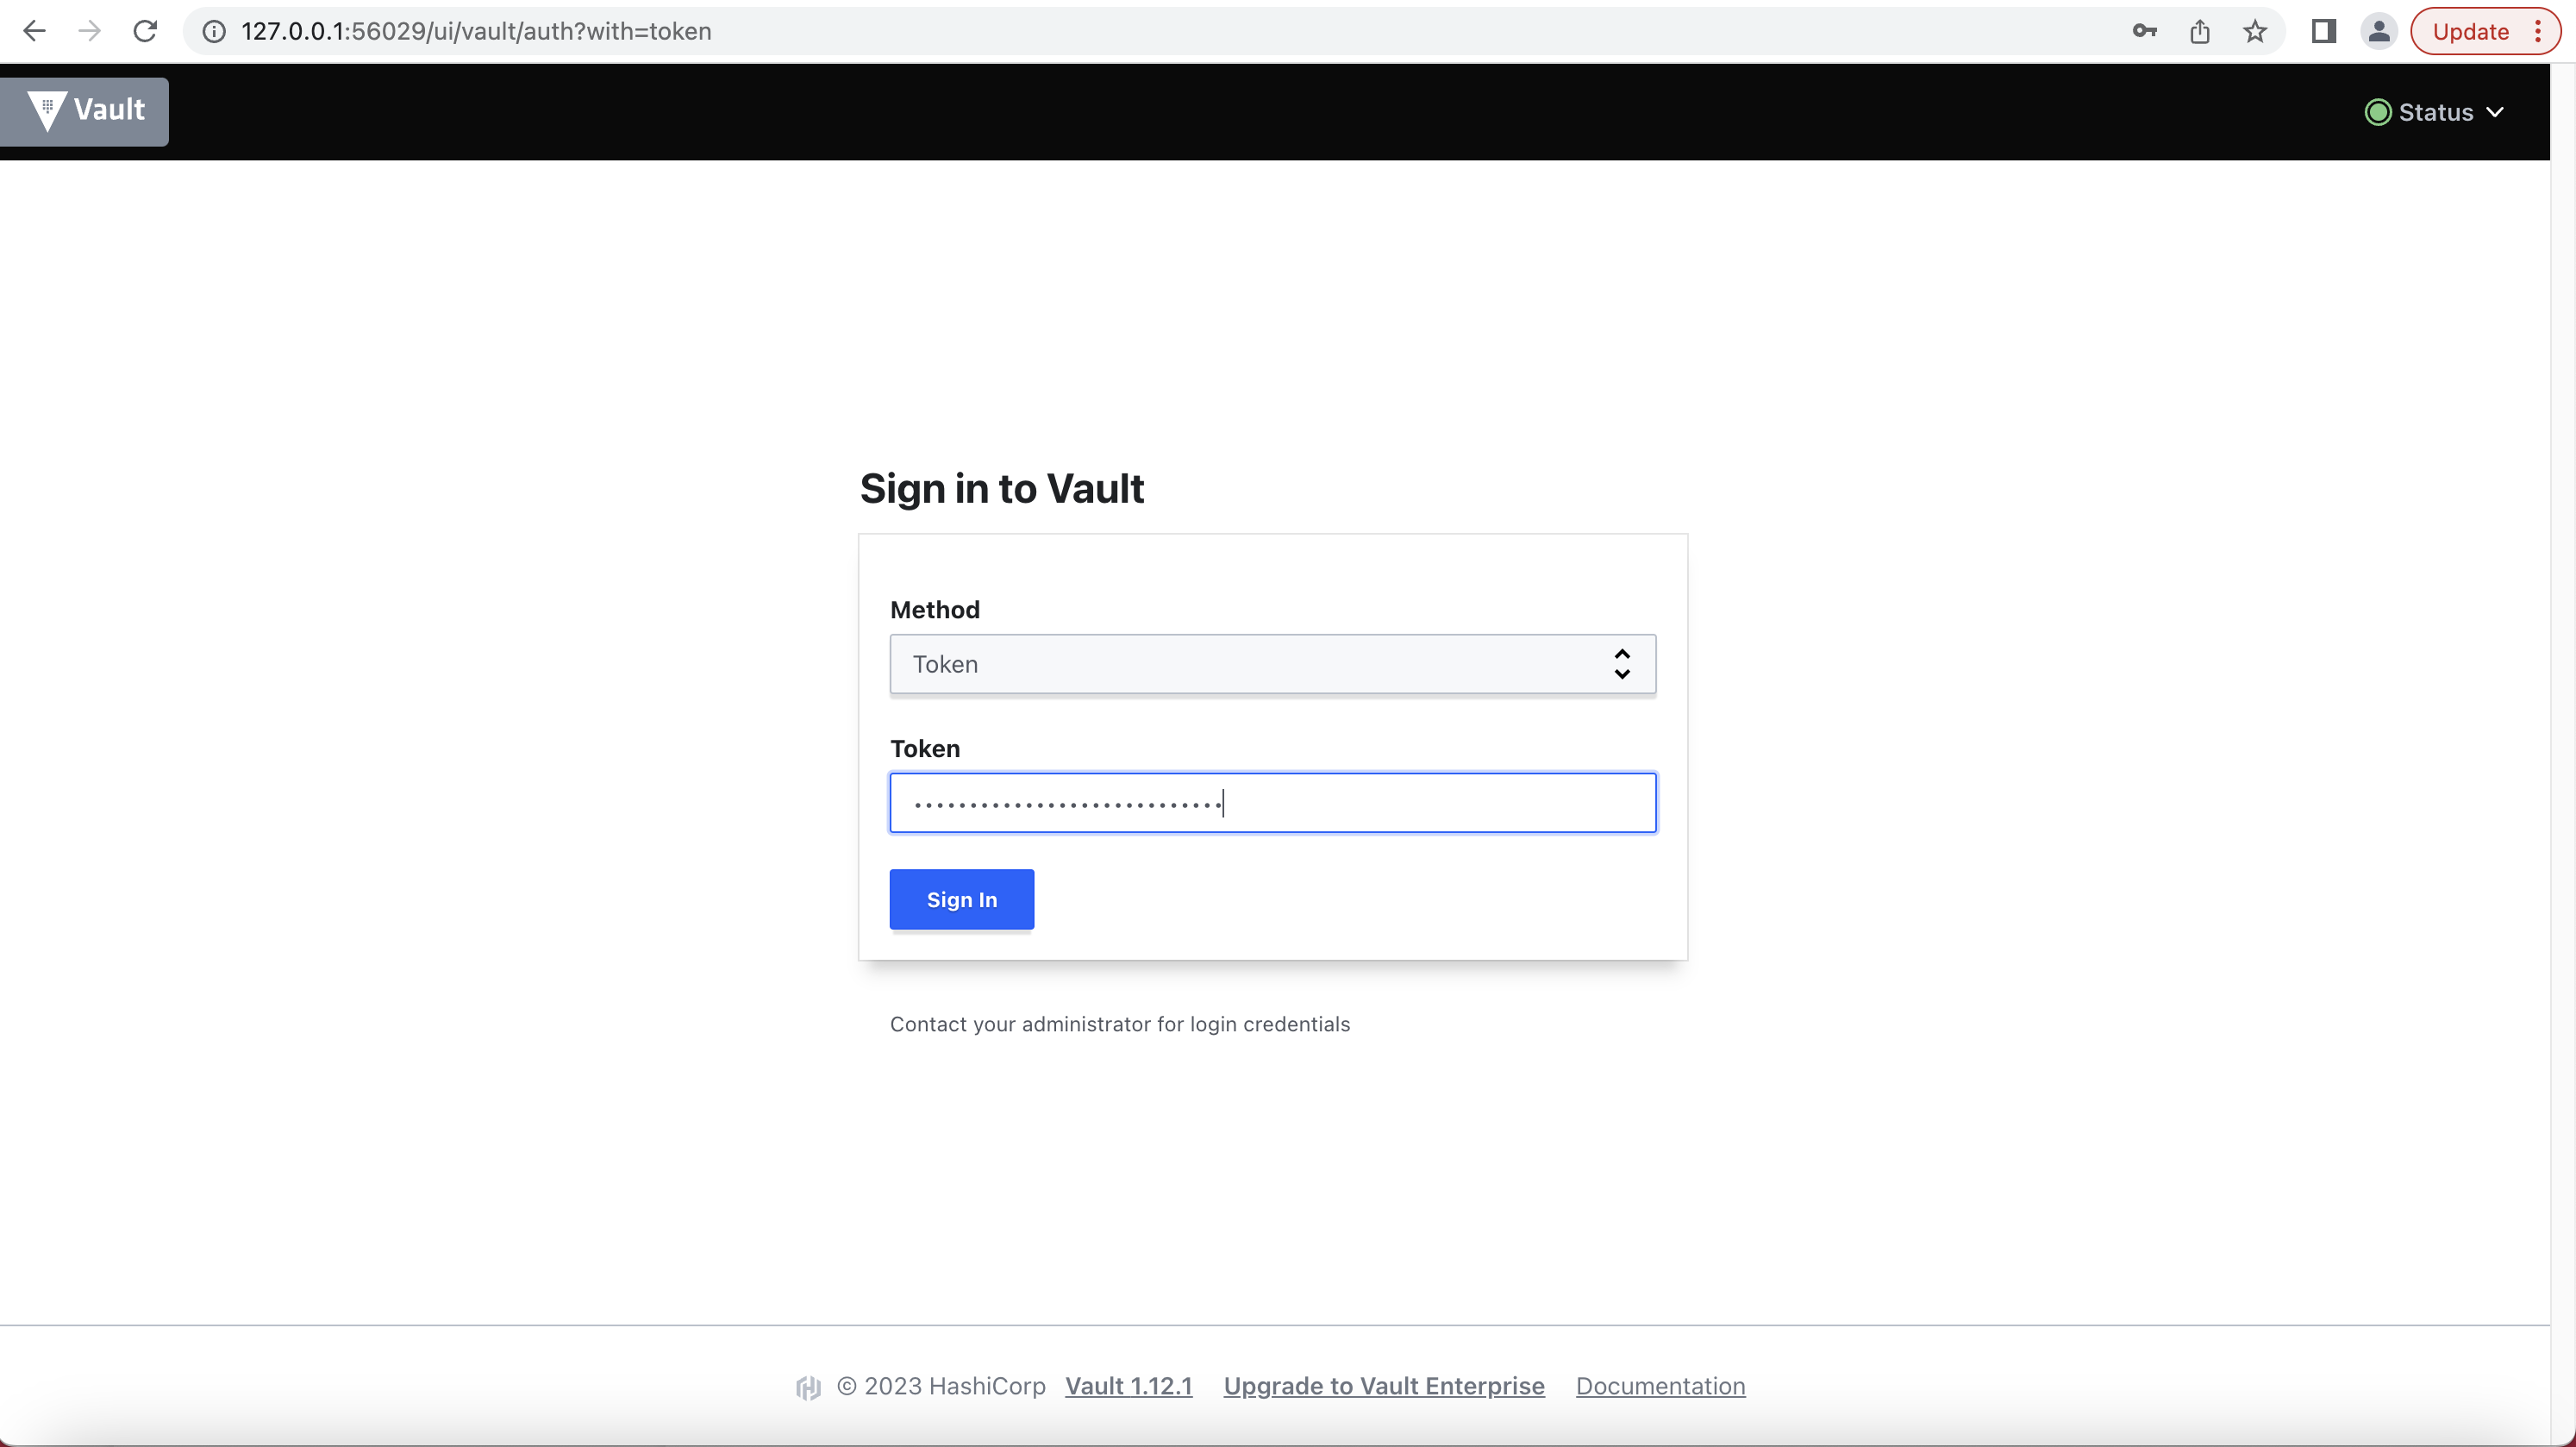 127.0.0.1:56029/ui/vault/auth?with=token
Update
Vault
Status
Sign in to Vault
Method
Token
Token
••••••••••••••••••••••••••••
Sign In
Contact your administrator for login credentials
© 2023 HashiCorp Vault 1.12.1 Upgrade to Vault Enterprise Documentation